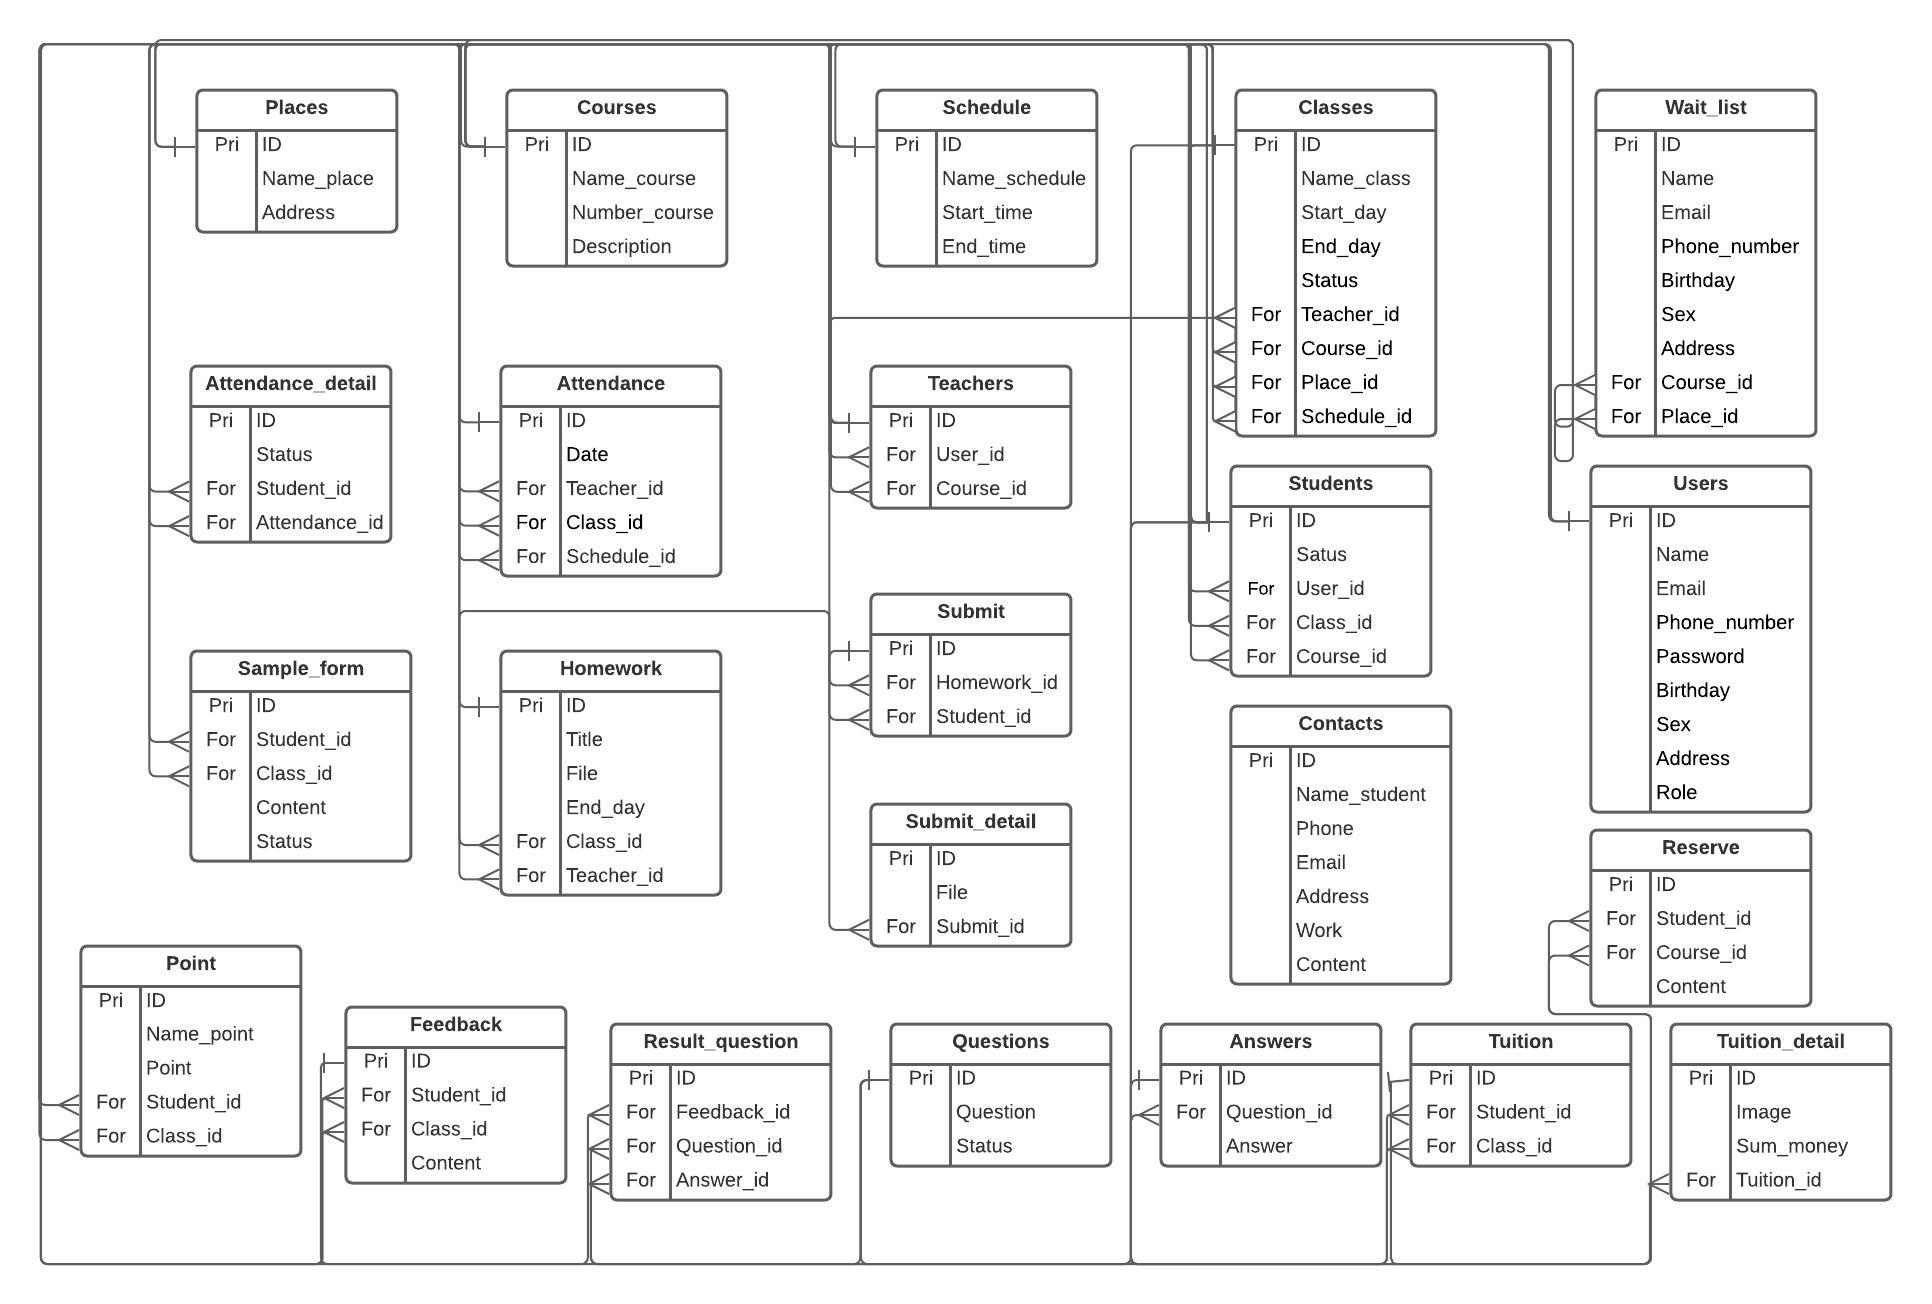 Places
Pri ID
Name_place
Address
Courses
Pri ID
Name_course
Number_course
Description
Schedule
Pri ID
Name_schedule
Start_time
End_time
Classes
Pri ID
Name_class
Start_day
End_day
Status
For Teacher_id
For Course_id
For Place_id
For Schedule_id
Wait_list
Pri ID
Name
Email
Phone_number
Birthday
Sex
Address
For Course_id
For Place_id
Attendance_detail
Pri ID
Status
For Student_id
For Attendance_id
Attendance
Pri ID
Date
For Teacher_id
For Class_id
For Schedule_id
Teachers
Pri ID
For User_id
For Course_id
Students
Pri ID
Satus
For User_id
For Class_id
For Course_id
Users
Pri ID
Name
Email
Phone_number
Password
Birthday
Sex
Address
Role
Sample_form
Pri ID
For Student_id
For Class_id
Content
Status
Homework
Pri ID
Title
File
End_day
For Class_id
For Teacher_id
Submit
Pri ID
For Homework_id
For Student_id
Submit_detail
Pri ID
File
For Submit_id
Contacts
Pri ID
Name_student
Phone
Email
Address
Work
Content
Reserve
Pri ID
For Student_id
For Course_id
Content
Point
Pri ID
Name_point
Point
For Student_id
For Class_id
Feedback
Pri ID
For Student_id
For Class_id
Content
Result_question
Pri ID
For Feedback_id
For Question_id
For Answer_id
Questions
Pri ID
Question
Status
Answers
Pri ID
For Question_id
Answer
Tuition
Pri ID
For Student_id
For Class_id
Tuition_detail
Pri ID
Image
Sum_money
For Tuition_id